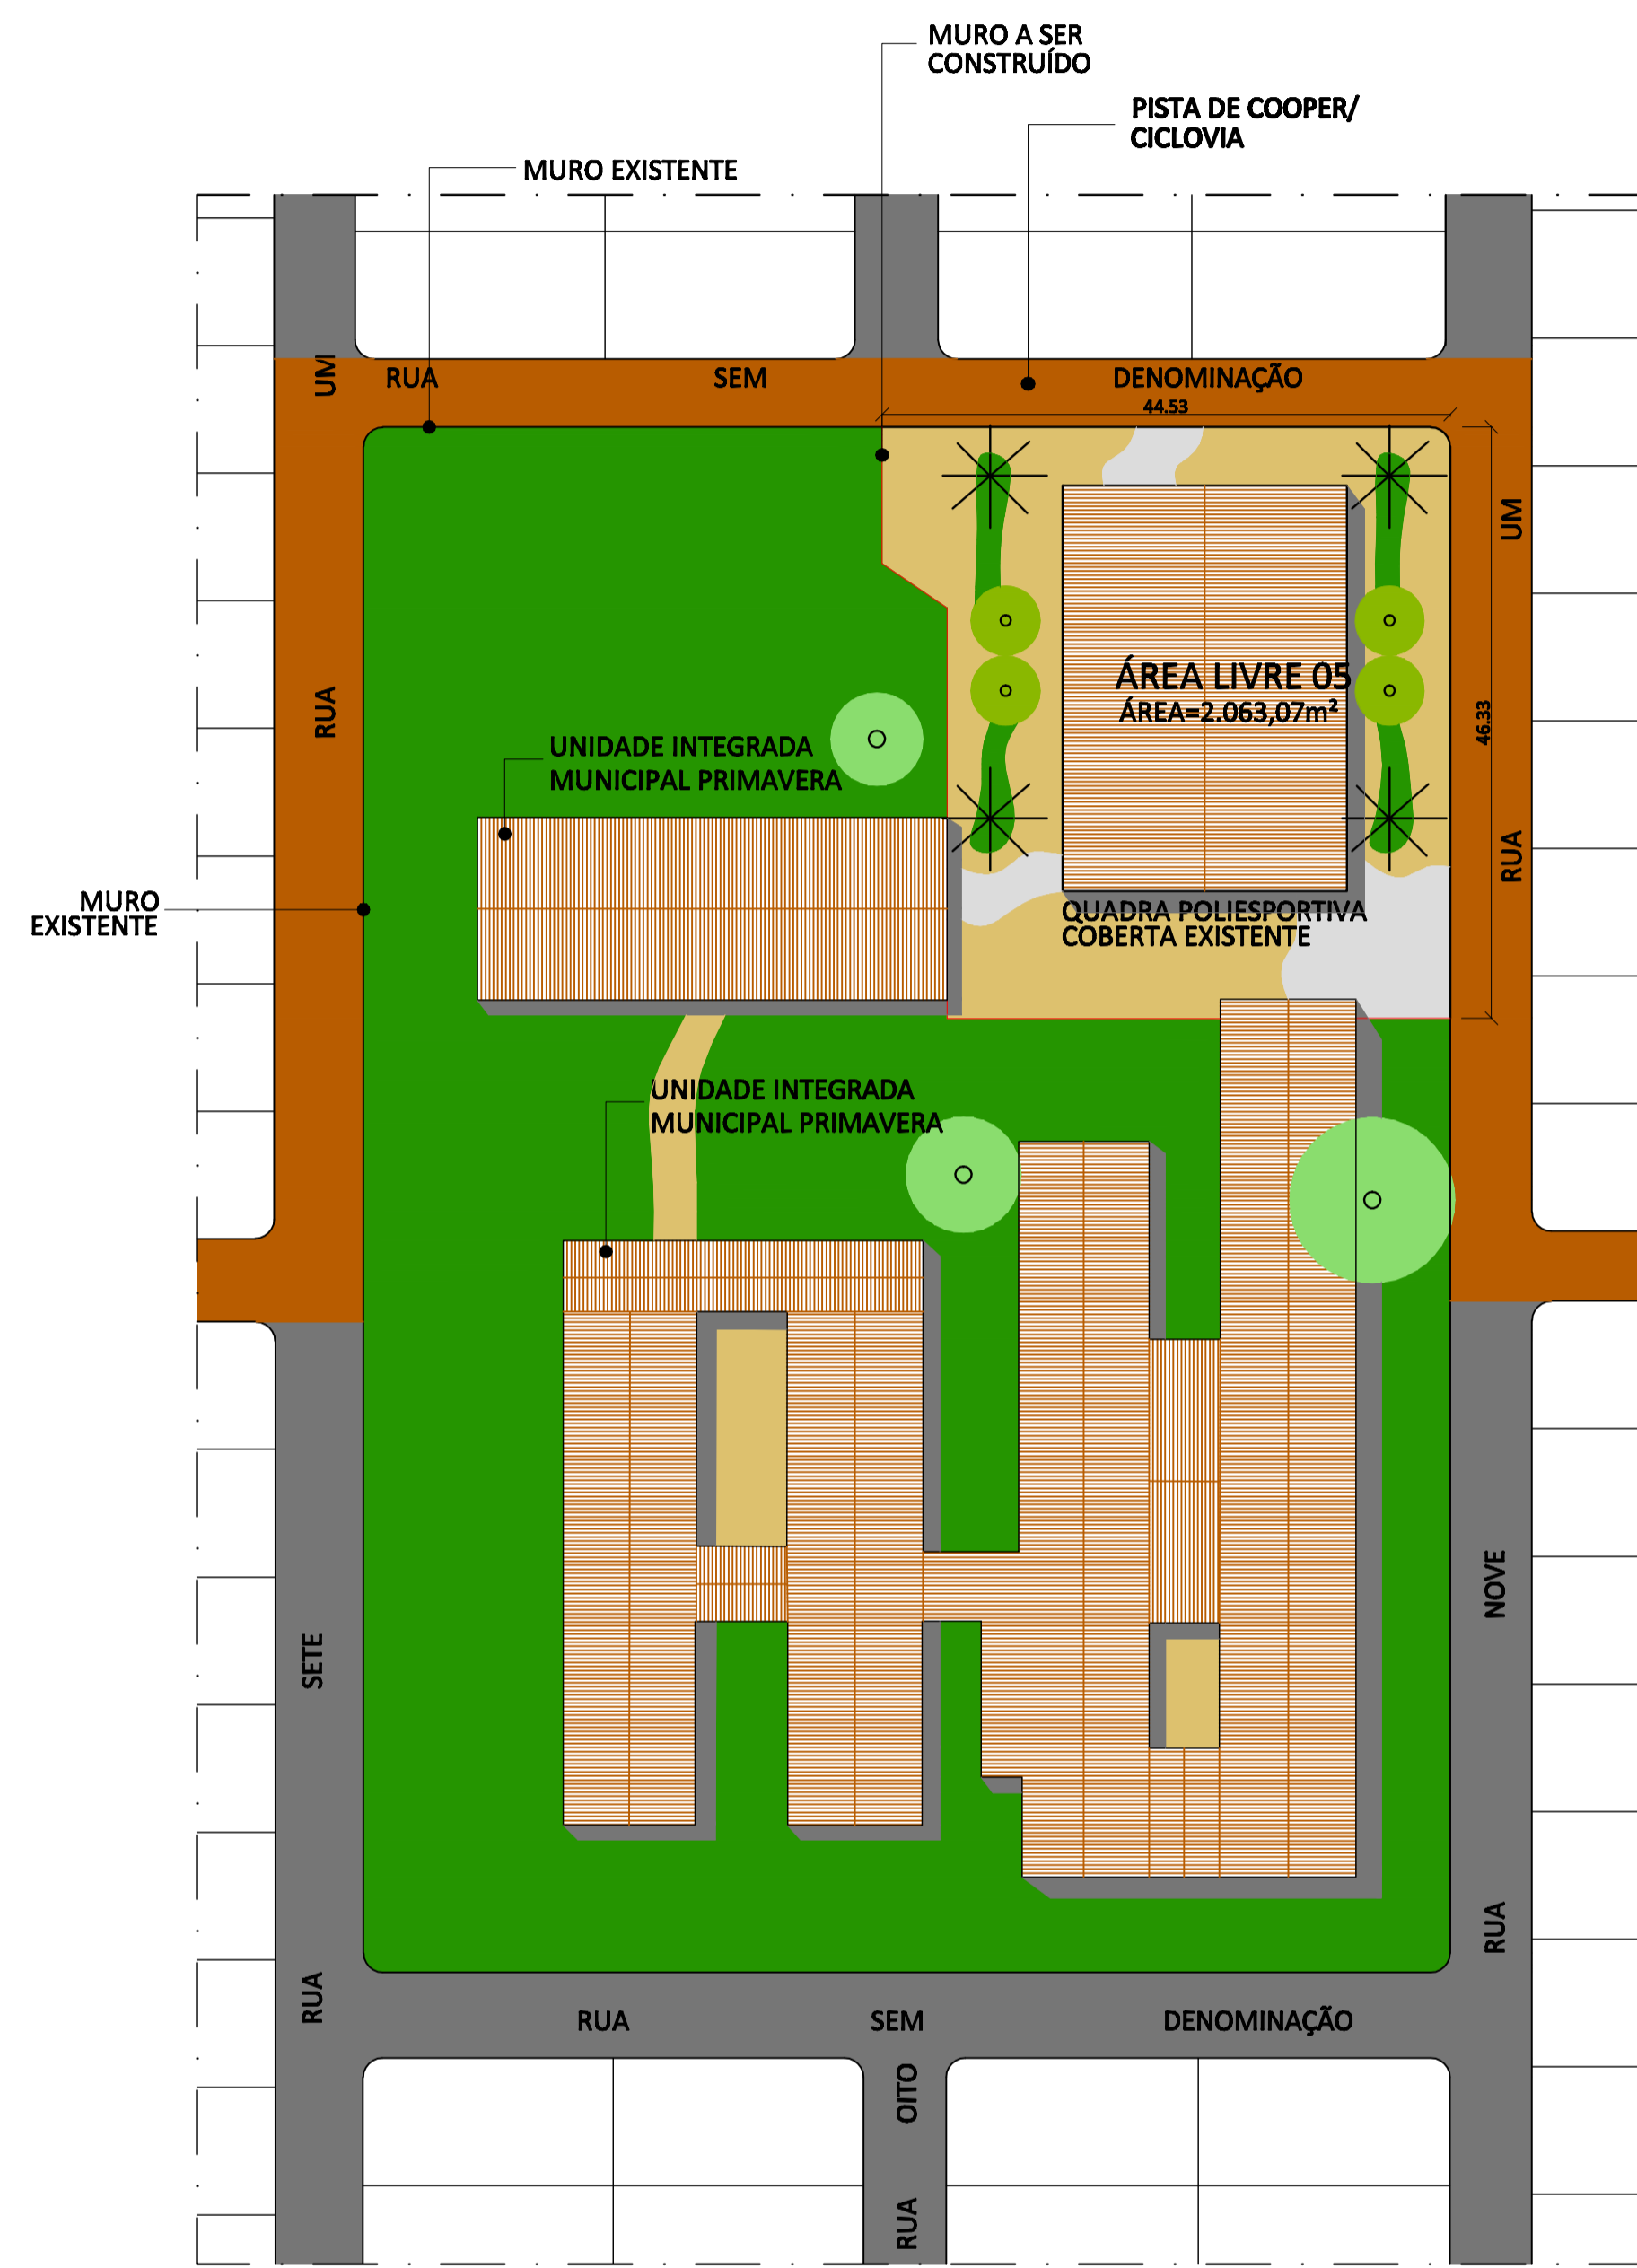 MURO A SER
CONSTRUÍDO
PISTA DE COOPER/
CICLOVIA
MURO EXISTENTE
UM
RUA SEM DENOMINAÇÃO
44.53
UM
RUA
ÁREA LIVRE 05
ÁREA=2.063,07m²
46.33
UNIDADE INTEGRADA
MUNICIPAL PRIMAVERA
RUA
MURO
EXISTENTE
QUADRA POLIESPORTIVA
COBERTA EXISTENTE
UNIDADE INTEGRADA
MUNICIPAL PRIMAVERA
NOVE
SETE
RUA
RUA
RUA SEM DENOMINAÇÃO
OITO
RUA